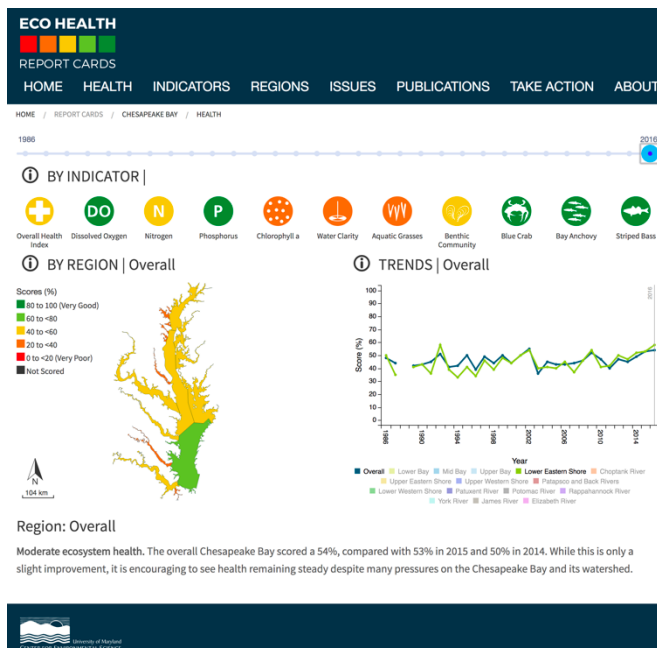 ECO HEALTH
REPORT CARDS
HOME HEALTH INDICATORS REGIONS ISSUES PUBLICATIONS TAKE ACTION ABOUT
HOME / REPORT CARDS / CHESAPEAKE BAY / HEALTH
1986 2016
BY INDICATOR |
DO N P
Overall Health Index
Dissolved Oxygen
Nitrogen
Phosphorus
Chlorophyll a
Water Clarity
Aquatic Grasses
Benthic Community
Blue Crab
Bay Anchovy
Striped Bass
BY REGION | Overall
Scores (%)
80 to 100 (Very Good)
60 to <80
40 to <60
20 to <40
0 to <20 (Very Poor)
Not Scored
N
104 km
TRENDS | Overall
2016
Score (%)
100
90
80
70
60
50
40
30
20
10
0
1986 1990 1994 1998 2002 2006 2010 2014
Year
Overall Lower Bay Mid Bay Upper Bay Lower Eastern Shore Choptank River
Upper Eastern Shore Upper Western Shore Patapsco and Back Rivers
Lower Western Shore Patuxent River Potomac River Rappahannock River
York River James River Elizabeth River
Region: Overall
Moderate ecosystem health. The overall Chesapeake Bay scored a 54%, compared with 53% in 2015 and 50% in 2014. While this is only a
slight improvement, it is encouraging to see health remaining steady despite many pressures on the Chesapeake Bay and its watershed.
University of Maryland
CENTER FOR ENVIRONMENTAL SCIENCE